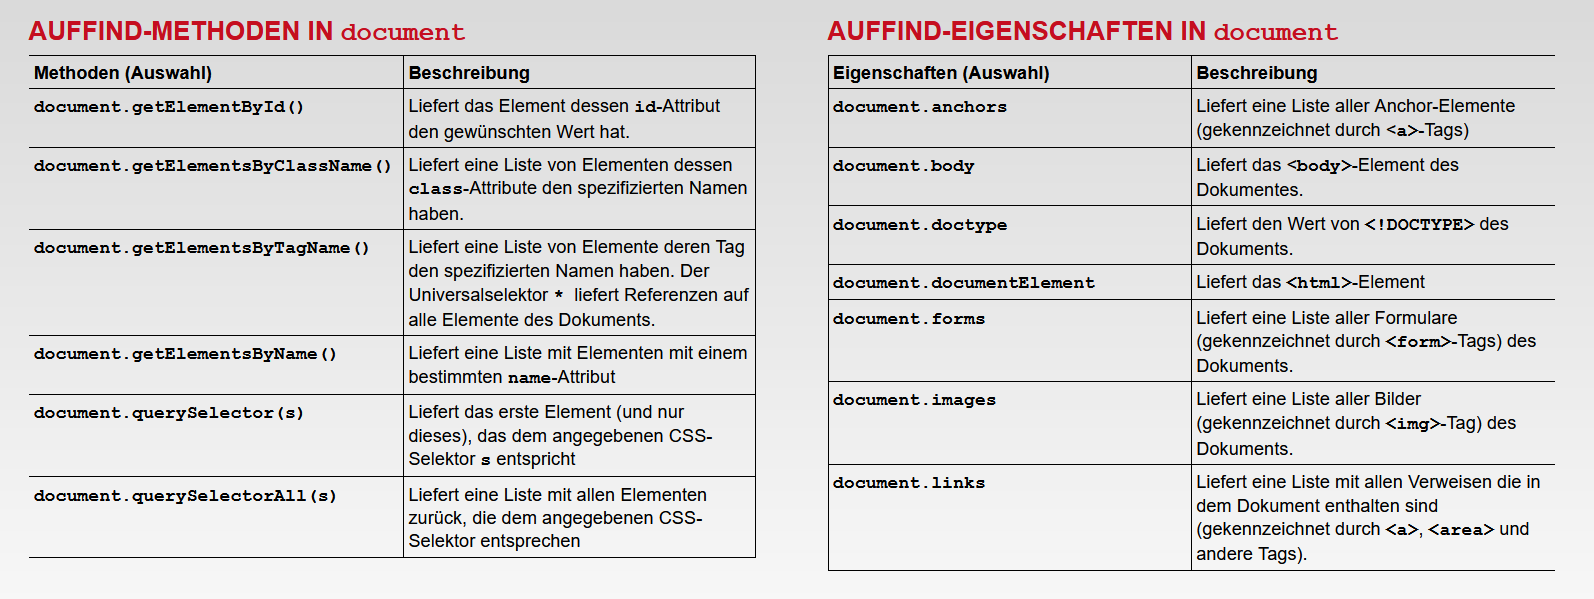 AUFFIND-METHODEN IN document
Methoden (Auswahl) Beschreibung
document.getElementById() Liefert das Element dessen id-Attribut
den gewünschten Wert hat.
document.getElementsByClassName() Liefert eine Liste von Elementen dessen
class-Attribute den spezifizierten Namen
haben.
document.getElementsByTagName() Liefert eine Liste von Elemente deren Tag
den spezifizierten Namen haben. Der
Universalselektor * liefert Referenzen auf
alle Elemente des Dokuments.
document.getElementsByName() Liefert eine Liste mit Elementen mit einem
bestimmten name-Attribut
document.querySelector(s) Liefert das erste Element (und nur
dieses), das dem angegebenen CSS-
Selektor s entspricht
document.querySelectorAll(s) Liefert eine Liste mit allen Elementen
zurück, die dem angegebenen CSS-
Selektor entsprechen
AUFFIND-EIGENSCHAFTEN IN document
Eigenschaften (Auswahl) Beschreibung
document.anchors Liefert eine Liste aller Anchor-Elemente
(gekennzeichnet durch <a>-Tags)
document.body Liefert das <body>-Element des
Dokumentes.
document.doctype Liefert den Wert von <!DOCTYPE> des
Dokuments.
document.documentElement Liefert das <html>-Element
document.forms Liefert eine Liste aller Formulare
(gekennzeichnet durch <form>-Tags) des
Dokuments.
document.images Liefert eine Liste aller Bilder
(gekennzeichnet durch <img>-Tag) des
Dokuments.
document.links Liefert eine Liste mit allen Verweisen die in
dem Dokument enthalten sind
(gekennzeichnet durch <a>, <area> und
andere Tags).